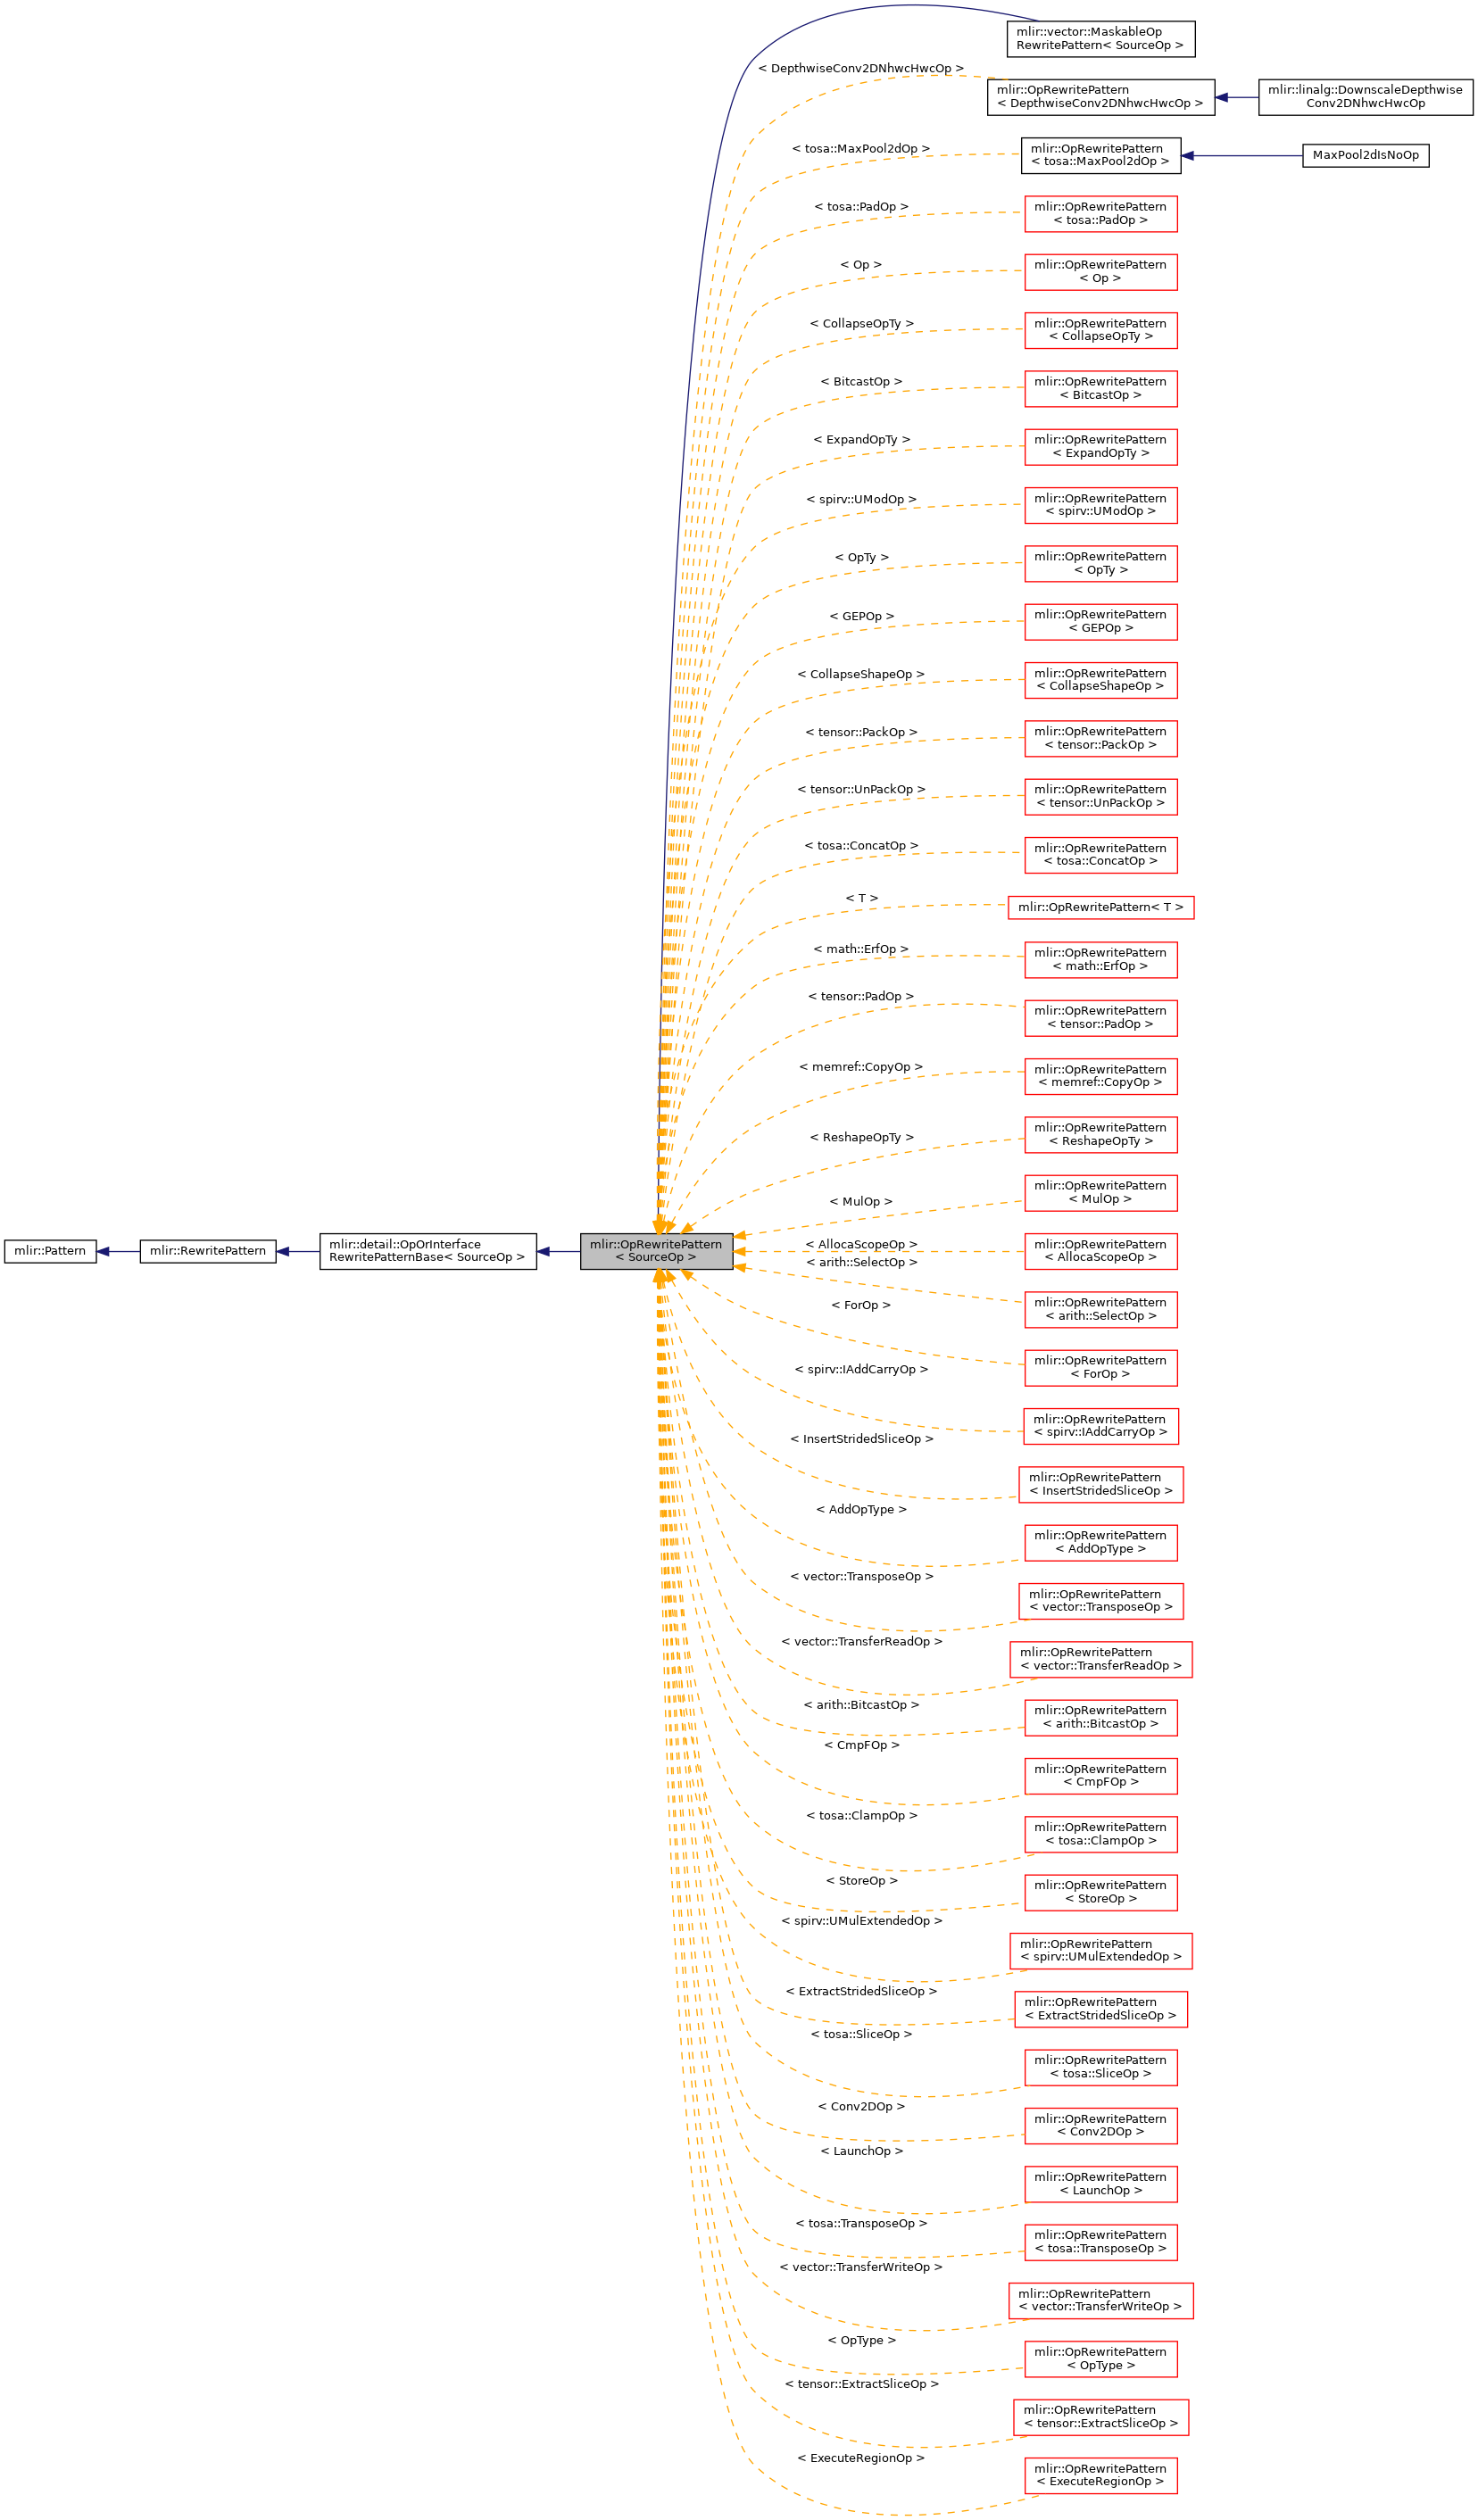 mlir::vector::MaskableOp
RewritePattern< SourceOp >
< DepthwiseConv2DNhwcHwcOp >
mlir::OpRewritePattern
< DepthwiseConv2DNhwcHwcOp >
mlir::linalg::DownscaleDepthwise
Conv2DNhwcHwcOp
< tosa::MaxPool2dOp >
mlir::OpRewritePattern
< tosa::MaxPool2dOp >
MaxPool2dIsNoOp
< tosa::PadOp >
mlir::OpRewritePattern
< tosa::PadOp >
< Op >
mlir::OpRewritePattern
< Op >
< CollapseOpTy >
mlir::OpRewritePattern
< CollapseOpTy >
< BitcastOp >
mlir::OpRewritePattern
< BitcastOp >
< ExpandOpTy >
mlir::OpRewritePattern
< ExpandOpTy >
< spirv::UModOp >
mlir::OpRewritePattern
< spirv::UModOp >
< OpTy >
mlir::OpRewritePattern
< OpTy >
< GEPOp >
mlir::OpRewritePattern
< GEPOp >
< CollapseShapeOp >
mlir::OpRewritePattern
< CollapseShapeOp >
< tensor::PackOp >
mlir::OpRewritePattern
< tensor::PackOp >
< tensor::UnPackOp >
mlir::OpRewritePattern
< tensor::UnPackOp >
< tosa::ConcatOp >
mlir::OpRewritePattern
< tosa::ConcatOp >
< T >
mlir::OpRewritePattern< T >
< math::ErfOp >
mlir::OpRewritePattern
< math::ErfOp >
< tensor::PadOp >
mlir::OpRewritePattern
< tensor::PadOp >
< memref::CopyOp >
mlir::OpRewritePattern
< memref::CopyOp >
< ReshapeOpTy >
mlir::OpRewritePattern
< ReshapeOpTy >
< MulOp >
mlir::OpRewritePattern
< MulOp >
mlir::Pattern
mlir::RewritePattern
mlir::detail::OpOrInterface
RewritePatternBase< SourceOp >
mlir::OpRewritePattern
< SourceOp >
< AllocaScopeOp >
mlir::OpRewritePattern
< AllocaScopeOp >
< arith::SelectOp >
mlir::OpRewritePattern
< arith::SelectOp >
< ForOp >
mlir::OpRewritePattern
< ForOp >
< spirv::IAddCarryOp >
mlir::OpRewritePattern
< spirv::IAddCarryOp >
< InsertStridedSliceOp >
mlir::OpRewritePattern
< InsertStridedSliceOp >
< AddOpType >
mlir::OpRewritePattern
< AddOpType >
< vector::TransposeOp >
mlir::OpRewritePattern
< vector::TransposeOp >
< vector::TransferReadOp >
mlir::OpRewritePattern
< vector::TransferReadOp >
< arith::BitcastOp >
mlir::OpRewritePattern
< arith::BitcastOp >
< CmpFOp >
mlir::OpRewritePattern
< CmpFOp >
< tosa::ClampOp >
mlir::OpRewritePattern
< tosa::ClampOp >
< StoreOp >
mlir::OpRewritePattern
< StoreOp >
< spirv::UMulExtendedOp >
mlir::OpRewritePattern
< spirv::UMulExtendedOp >
< ExtractStridedSliceOp >
mlir::OpRewritePattern
< ExtractStridedSliceOp >
< tosa::SliceOp >
mlir::OpRewritePattern
< tosa::SliceOp >
< Conv2DOp >
mlir::OpRewritePattern
< Conv2DOp >
< LaunchOp >
mlir::OpRewritePattern
< LaunchOp >
< tosa::TransposeOp >
mlir::OpRewritePattern
< tosa::TransposeOp >
< vector::TransferWriteOp >
mlir::OpRewritePattern
< vector::TransferWriteOp >
< OpType >
mlir::OpRewritePattern
< OpType >
< tensor::ExtractSliceOp >
mlir::OpRewritePattern
< tensor::ExtractSliceOp >
< ExecuteRegionOp >
mlir::OpRewritePattern
< ExecuteRegionOp >